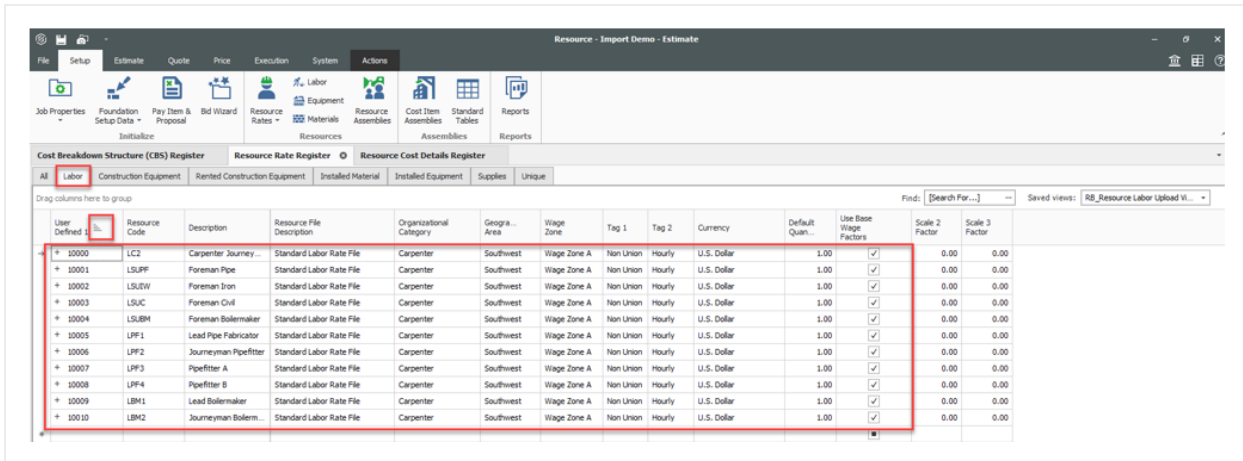 Resource - Import Demo - Estimate
File Setup Estimate Quote Price Execution System Actions
Job Properties Foundation Setup Data Pay Item & Proposal Bid Wizard Resource Rates Labor Equipment Materials Resource Assemblies Cost Item Assemblies Standard Tables Reports
Initialize Resources Assemblies Reports
Cost Breakdown Structure (CBS) Register Resource Rate Register Resource Cost Details Register
All Labor Construction Equipment Rented Construction Equipment Installed Material Installed Equipment Supplies Unique
Drag columns here to group Find: [Search For...] Saved views: RB_Resource Labor Upload Vi...
User Defined 1 Resource Code Description Resource File Description Organizational Category Geogra... Area Wage Zone Tag 1 Tag 2 Currency Default Quan... Use Base Wage Factors Scale 2 Factor Scale 3 Factor
10000 LC2 Carpenter Journey... Standard Labor Rate File Carpenter Southwest Wage Zone A Non Union Hourly U.S. Dollar 1.00 0.00 0.00
10001 LSUPF Foreman Pipe Standard Labor Rate File Carpenter Southwest Wage Zone A Non Union Hourly U.S. Dollar 1.00 0.00 0.00
10002 LSUIW Foreman Iron Standard Labor Rate File Carpenter Southwest Wage Zone A Non Union Hourly U.S. Dollar 1.00 0.00 0.00
10003 LSUC Foreman Civil Standard Labor Rate File Carpenter Southwest Wage Zone A Non Union Hourly U.S. Dollar 1.00 0.00 0.00
10004 LSUBM Foreman Boilermaker Standard Labor Rate File Carpenter Southwest Wage Zone A Non Union Hourly U.S. Dollar 1.00 0.00 0.00
10005 LPF1 Lead Pipe Fabricator Standard Labor Rate File Carpenter Southwest Wage Zone A Non Union Hourly U.S. Dollar 1.00 0.00 0.00
10006 LPF2 Journeyman Pipefitter Standard Labor Rate File Carpenter Southwest Wage Zone A Non Union Hourly U.S. Dollar 1.00 0.00 0.00
10007 LPF3 Pipefitter A Standard Labor Rate File Carpenter Southwest Wage Zone A Non Union Hourly U.S. Dollar 1.00 0.00 0.00
10008 LPF4 Pipefitter B Standard Labor Rate File Carpenter Southwest Wage Zone A Non Union Hourly U.S. Dollar 1.00 0.00 0.00
10009 LBM1 Lead Boilermaker Standard Labor Rate File Carpenter Southwest Wage Zone A Non Union Hourly U.S. Dollar 1.00 0.00 0.00
10010 LBM2 Journeyman Boilerm... Standard Labor Rate File Carpenter Southwest Wage Zone A Non Union Hourly U.S. Dollar 1.00 0.00 0.00